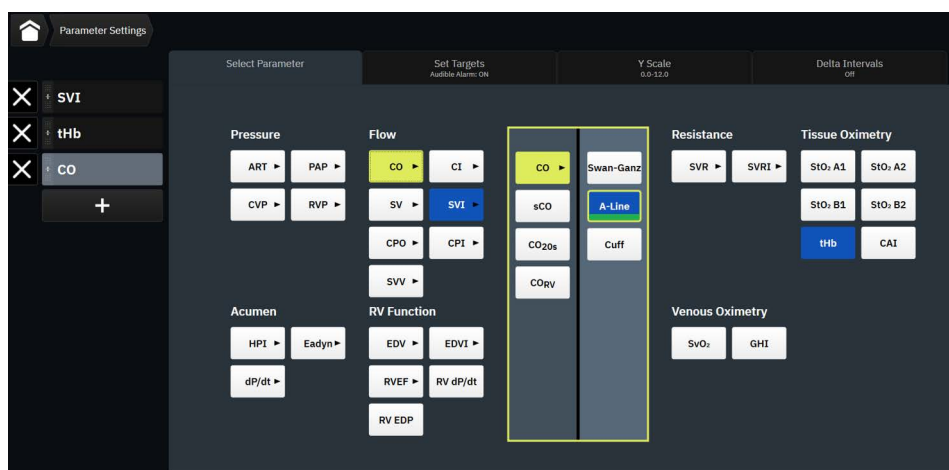 Parameter Settings
Select Parameter
Set Targets
Audible Alarm: ON
Y Scale
0.0-12.0
Delta Intervals
Off
SVI
tHb
CO
+
Pressure
ART PAP
CVP RVP
Flow
CO CI
SV SVI
CPO CPI
SVV
CO
sCO
CO20s
CORV
Swan-Ganz
A-Line
Cuff
Resistance
SVR SVRI
Tissue Oximetry
StO₂ A1 StO₂ A2
StO₂ B1 StO₂ B2
tHb CAI
Acumen
HPI Eadyn
dP/dt
RV Function
EDV EDVI
RVEF RV dP/dt
RV EDP
Venous Oximetry
SvO₂ GHI